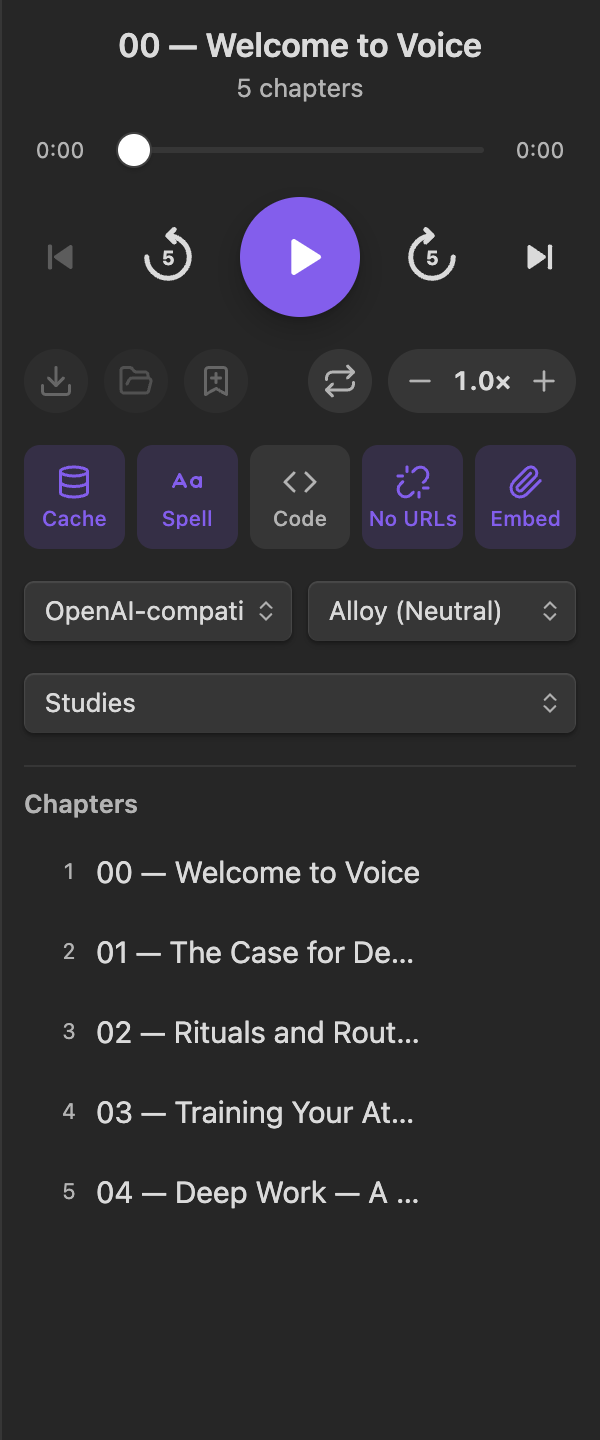 00 — Welcome to Voice
5 chapters
0:00
0:00
5
5
1.0×
Cache
Aa
Spell
Code
No URLs
Embed
OpenAI-compati
Alloy (Neutral)
Studies
Chapters
1 00 — Welcome to Voice
2 01 — The Case for De...
3 02 — Rituals and Rout...
4 03 — Training Your At...
5 04 — Deep Work — A ...